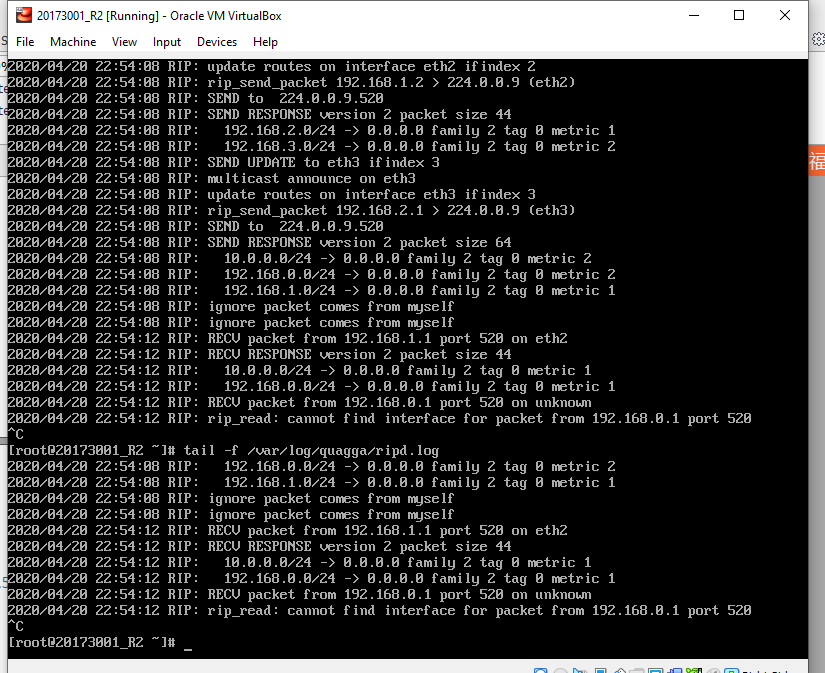 20173001_R2 [Running] - Oracle VM VirtualBox
File Machine View Input Devices Help
2020/04/20 22:54:08 RIP: update routes on interface eth2 ifindex 2
2020/04/20 22:54:08 RIP: rip_send_packet 192.168.1.2 > 224.0.0.9 (eth2)
2020/04/20 22:54:08 RIP: SEND to  224.0.0.9.520
2020/04/20 22:54:08 RIP: SEND RESPONSE version 2 packet size 44
2020/04/20 22:54:08 RIP:   192.168.2.0/24 -> 0.0.0.0 family 2 tag 0 metric 1
2020/04/20 22:54:08 RIP:   192.168.3.0/24 -> 0.0.0.0 family 2 tag 0 metric 2
2020/04/20 22:54:08 RIP: SEND UPDATE to eth3 ifindex 3
2020/04/20 22:54:08 RIP: multicast announce on eth3
2020/04/20 22:54:08 RIP: update routes on interface eth3 ifindex 3
2020/04/20 22:54:08 RIP: rip_send_packet 192.168.2.1 > 224.0.0.9 (eth3)
2020/04/20 22:54:08 RIP: SEND to  224.0.0.9.520
2020/04/20 22:54:08 RIP: SEND RESPONSE version 2 packet size 64
2020/04/20 22:54:08 RIP:   10.0.0.0/24 -> 0.0.0.0 family 2 tag 0 metric 2
2020/04/20 22:54:08 RIP:   192.168.0.0/24 -> 0.0.0.0 family 2 tag 0 metric 2
2020/04/20 22:54:08 RIP:   192.168.1.0/24 -> 0.0.0.0 family 2 tag 0 metric 1
2020/04/20 22:54:08 RIP: ignore packet comes from myself
2020/04/20 22:54:08 RIP: ignore packet comes from myself
2020/04/20 22:54:12 RIP: RECV packet from 192.168.1.1 port 520 on eth2
2020/04/20 22:54:12 RIP: RECV RESPONSE version 2 packet size 44
2020/04/20 22:54:12 RIP:   10.0.0.0/24 -> 0.0.0.0 family 2 tag 0 metric 1
2020/04/20 22:54:12 RIP:   192.168.0.0/24 -> 0.0.0.0 family 2 tag 0 metric 1
2020/04/20 22:54:12 RIP: RECV packet from 192.168.0.1 port 520 on unknown
2020/04/20 22:54:12 RIP: rip_read: cannot find interface for packet from 192.168.0.1 port 520
^C
[root@20173001_R2 ~]# tail -f /var/log/quagga/ripd.log
2020/04/20 22:54:08 RIP:   192.168.0.0/24 -> 0.0.0.0 family 2 tag 0 metric 2
2020/04/20 22:54:08 RIP:   192.168.1.0/24 -> 0.0.0.0 family 2 tag 0 metric 1
2020/04/20 22:54:08 RIP: ignore packet comes from myself
2020/04/20 22:54:08 RIP: ignore packet comes from myself
2020/04/20 22:54:12 RIP: RECV packet from 192.168.1.1 port 520 on eth2
2020/04/20 22:54:12 RIP: RECV RESPONSE version 2 packet size 44
2020/04/20 22:54:12 RIP:   10.0.0.0/24 -> 0.0.0.0 family 2 tag 0 metric 1
2020/04/20 22:54:12 RIP:   192.168.0.0/24 -> 0.0.0.0 family 2 tag 0 metric 1
2020/04/20 22:54:12 RIP: RECV packet from 192.168.0.1 port 520 on unknown
2020/04/20 22:54:12 RIP: rip_read: cannot find interface for packet from 192.168.0.1 port 520
^C
[root@20173001_R2 ~]# _
福